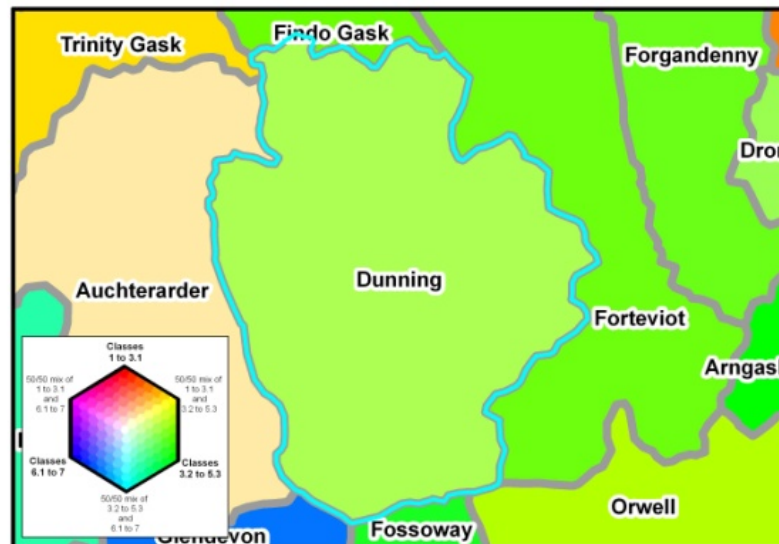 Trinity Gask
Findo Gask
Forgandenny
Dron
Dunning
Auchterarder
Forteviot
Arngask
Classes
1 to 3.1
50/50 mix of
1 to 3.1
and
6.1 to 7
50/50 mix of
1 to 3.1
and
3.2 to 5.3
Classes
6.1 to 7
Classes
3.2 to 5.3
50/50 mix of
3.2 to 5.3
and
6.1 to 7
Orwell
Glendevon
Fossoway